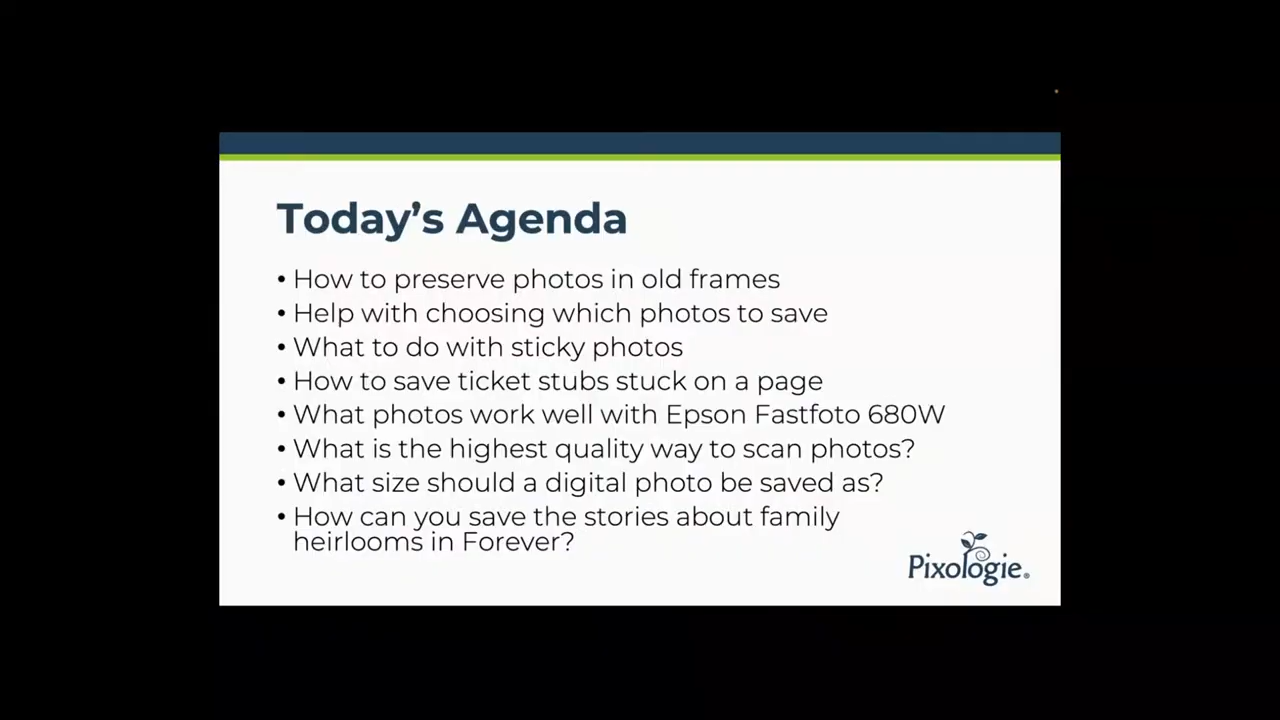 Today’s Agenda
• How to preserve photos in old frames
• Help with choosing which photos to save
• What to do with sticky photos
• How to save ticket stubs stuck on a page
• What photos work well with Epson Fastfoto 680W
• What is the highest quality way to scan photos?
• What size should a digital photo be saved as?
• How can you save the stories about family
heirlooms in Forever?
Pixologie®